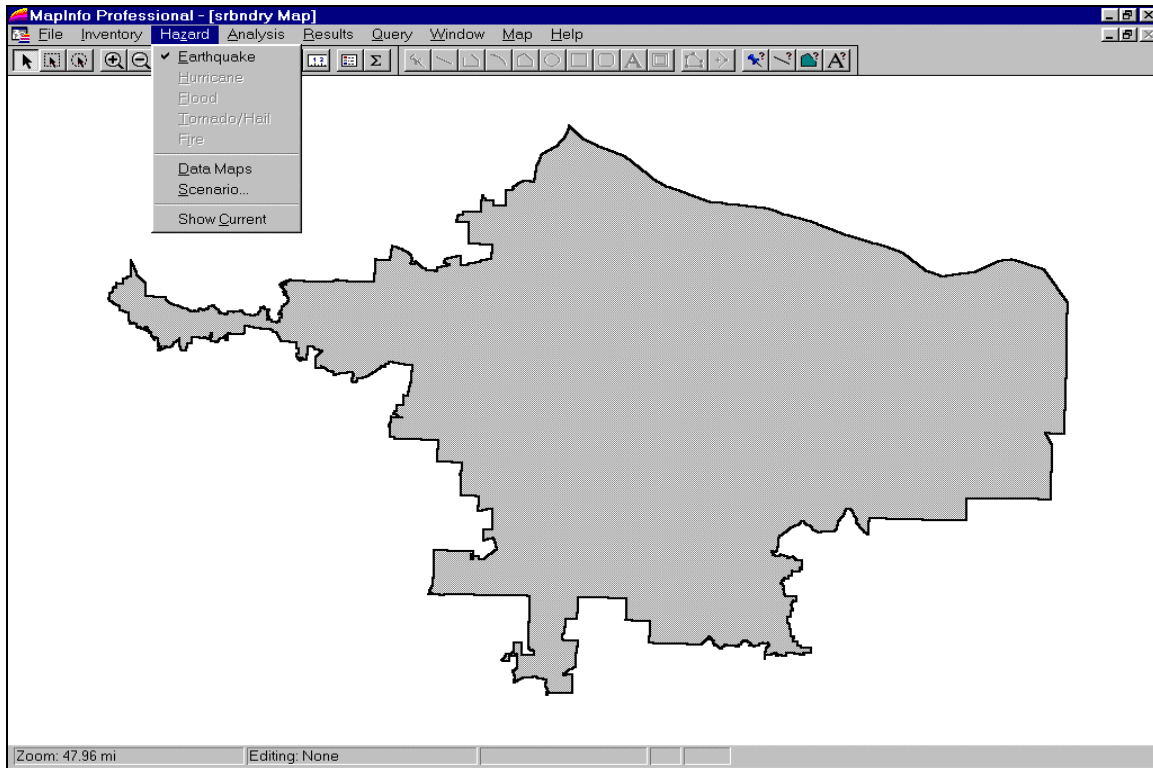 MapInfo Professional - [srbndry Map]
File Inventory Hazard Analysis Results Query Window Map Help
Σ A A?
Earthquake
Hurricane
Flood
Tornado/Hail
Fire
Data Maps
Scenario...
Show Current
Zoom: 47.96 mi Editing: None